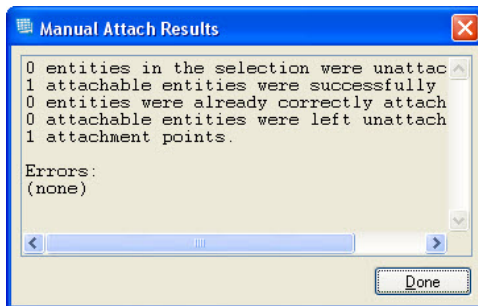 Manual Attach Results
0 entities in the selection were unattac
1 attachable entities were successfully
0 entities were already correctly attach
0 attachable entities were left unattach
1 attachment points.
Errors:
(none)
Done